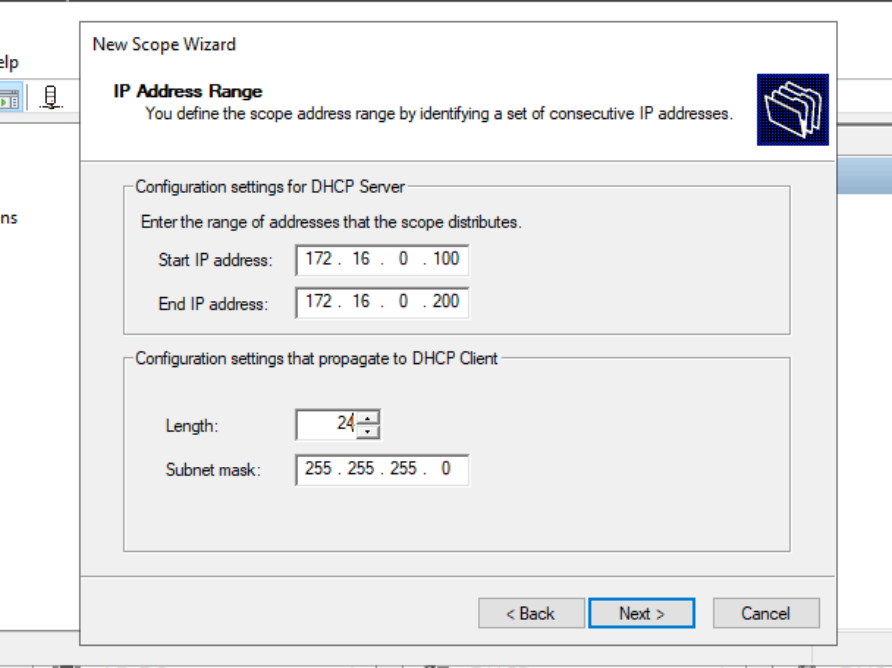 New Scope Wizard
elp
IP Address Range
You define the scope address range by identifying a set of consecutive IP addresses.
Configuration settings for DHCP Server
ns
Enter the range of addresses that the scope distributes.
Start IP address: 172 . 16 . 0 . 100
End IP address: 172 . 16 . 0 . 200
Configuration settings that propagate to DHCP Client
Length: 24
Subnet mask: 255 . 255 . 255 . 0
< Back Next > Cancel